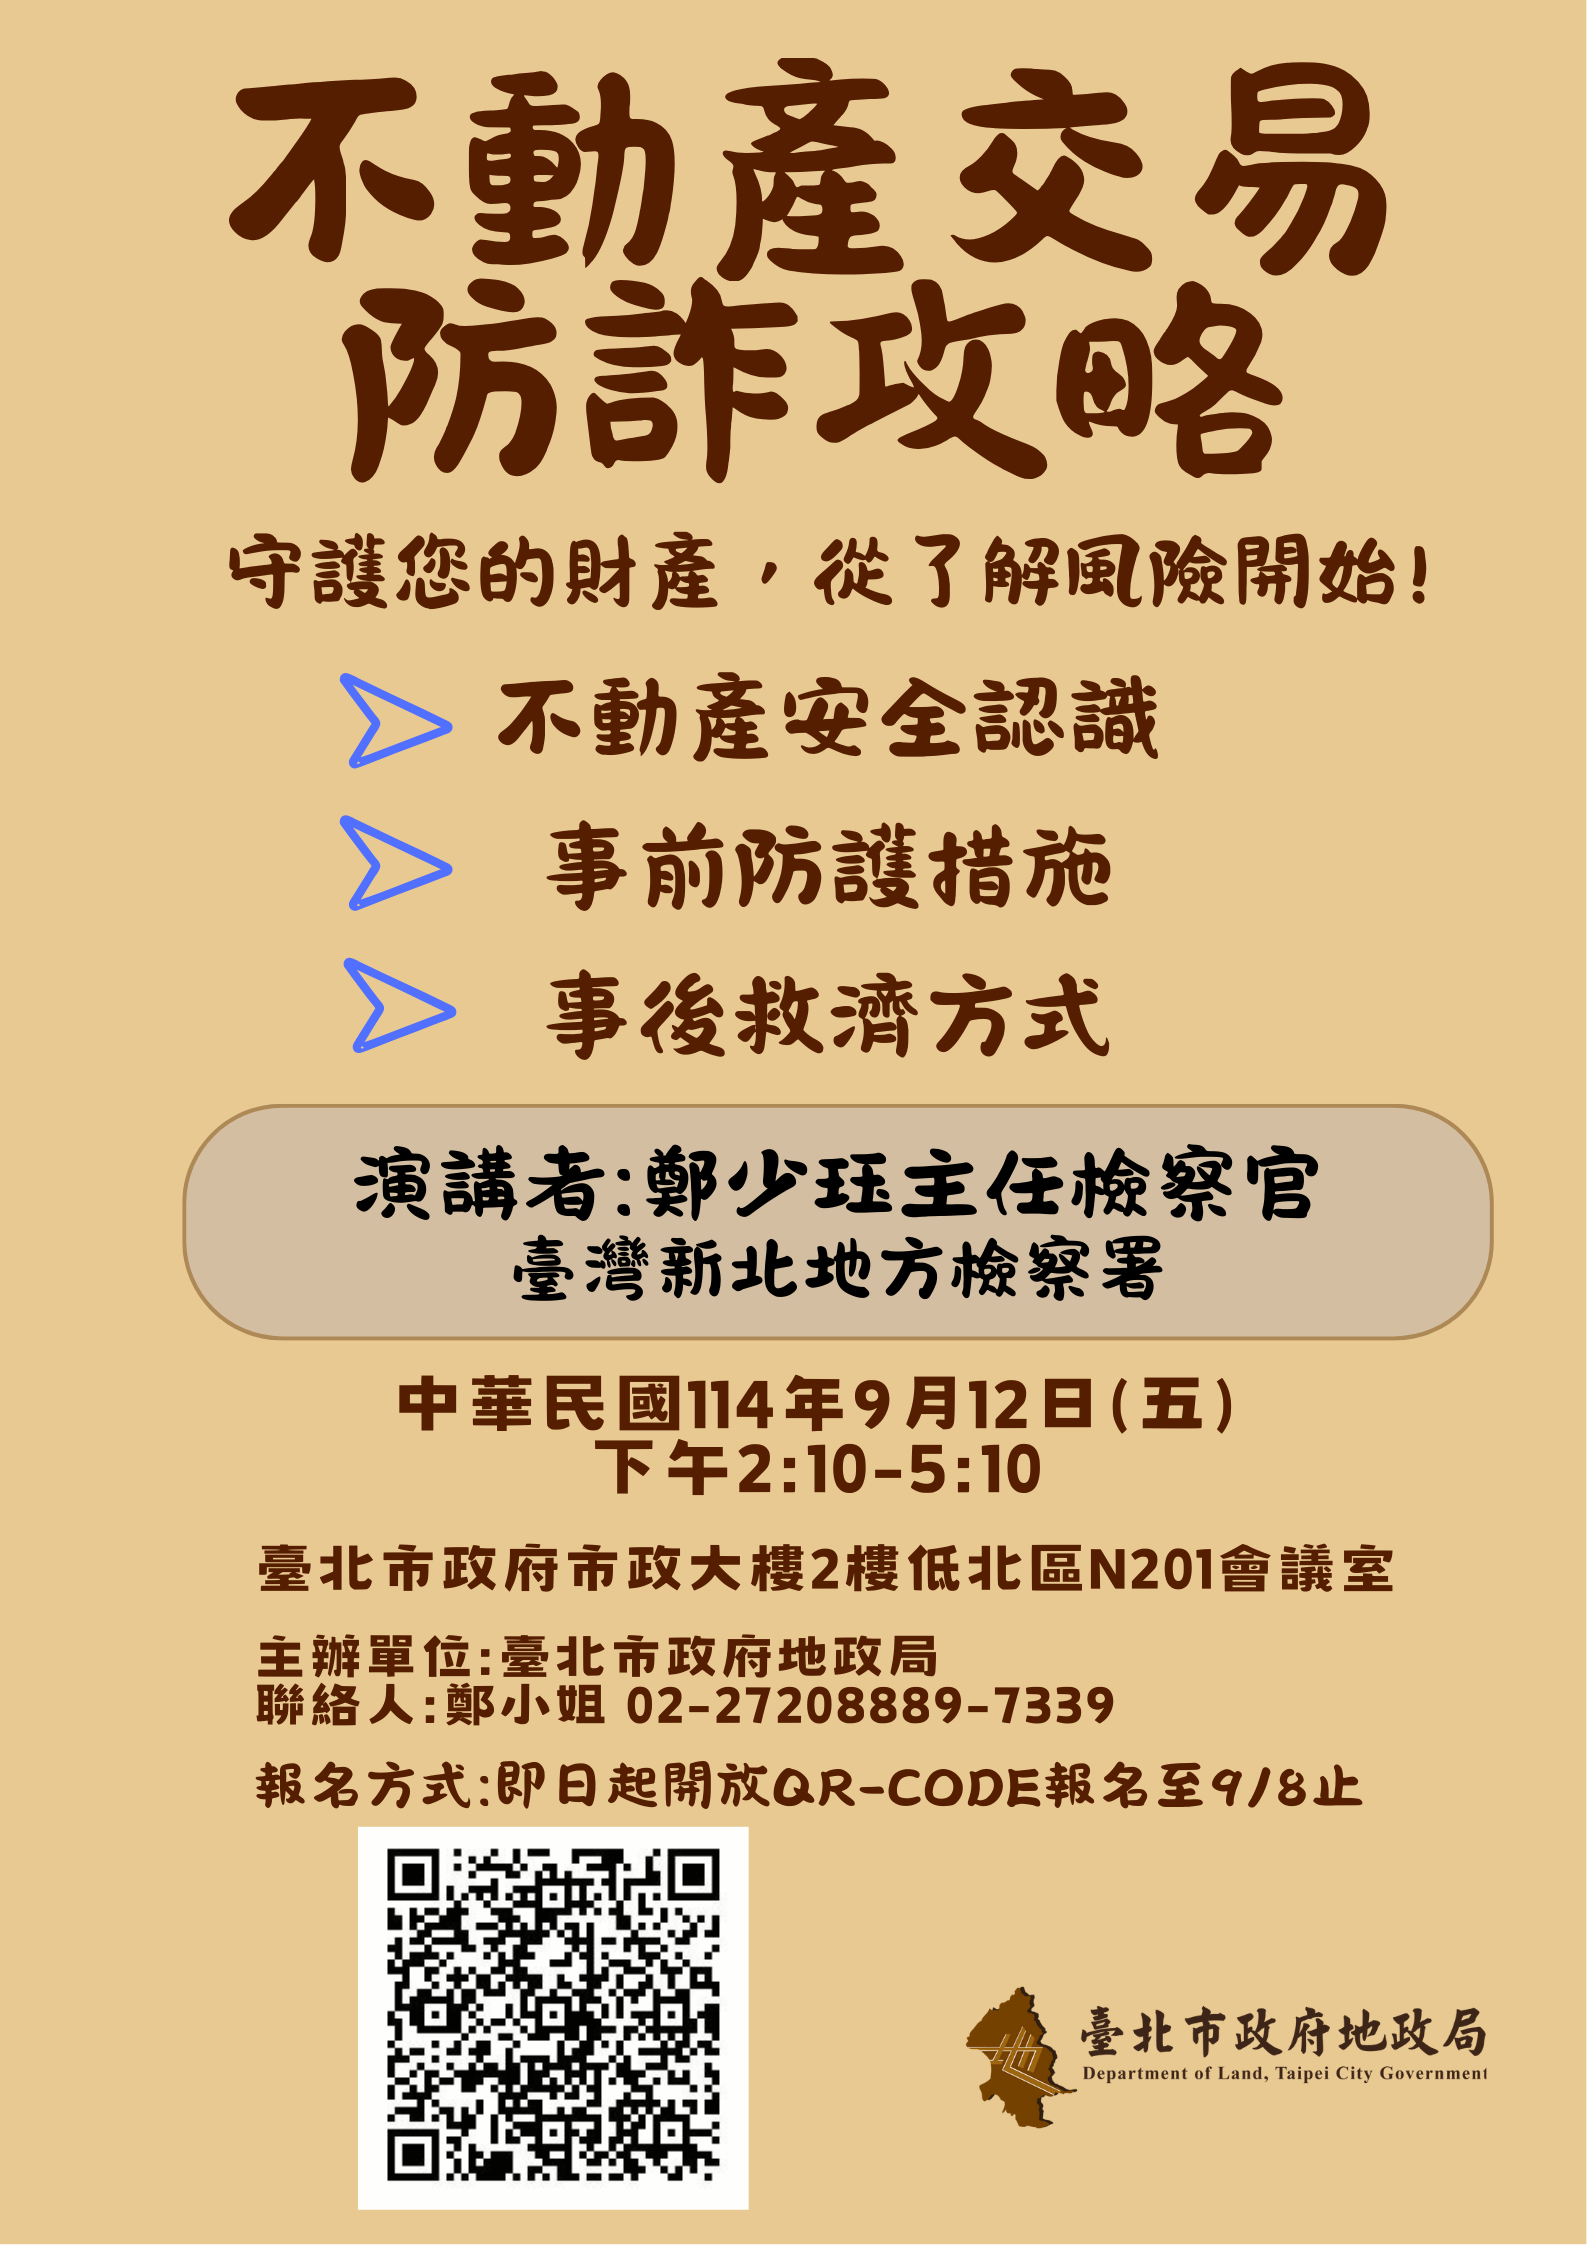 不動產交易
防詐攻略
守護您的財產，從了解風險開始!
不動產安全認識
事前防護措施
事後救濟方式
演講者:鄭少珏主任檢察官
臺灣新北地方檢察署
中華民國114年9月12日(五)
下午2:10-5:10
臺北市政府市政大樓2樓低北區N201會議室
主辦單位:臺北市政府地政局
聯絡人:鄭小姐 02-27208889-7339
報名方式:即日起開放QR-CODE報名至9/8止
臺北市政府地政局
Department of Land, Taipei City Government